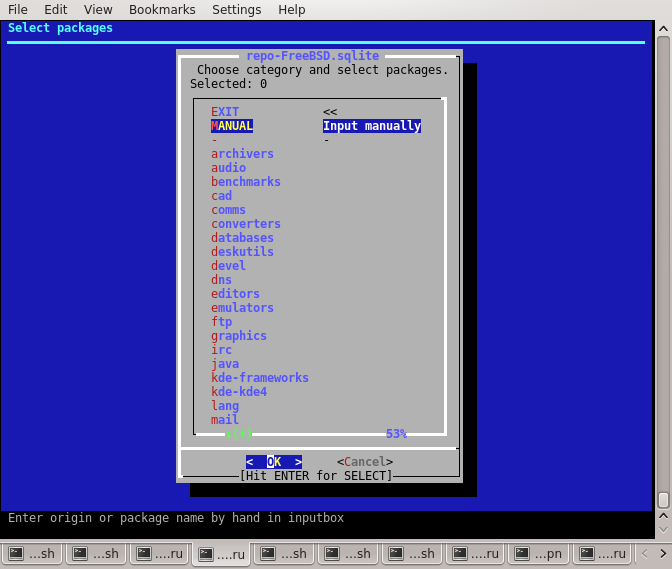 File Edit View Bookmarks Settings Help
Select packages
repo-FreeBSD.sqlite
Choose category and select packages.
Selected: 0
EXIT <<
MANUAL Input manually
- -
archivers
audio
benchmarks
cad
comms
converters
databases
deskutils
devel
dns
editors
emulators
ftp
graphics
irc
java
kde-frameworks
kde-kde4
lang
mail
53%
< OK > <Cancel>
[Hit ENTER for SELECT]
Enter origin or package name by hand in inputbox
...sh ...sh ....ru ....ru ...sh ...sh ...sh ....ru ...pn ....ru